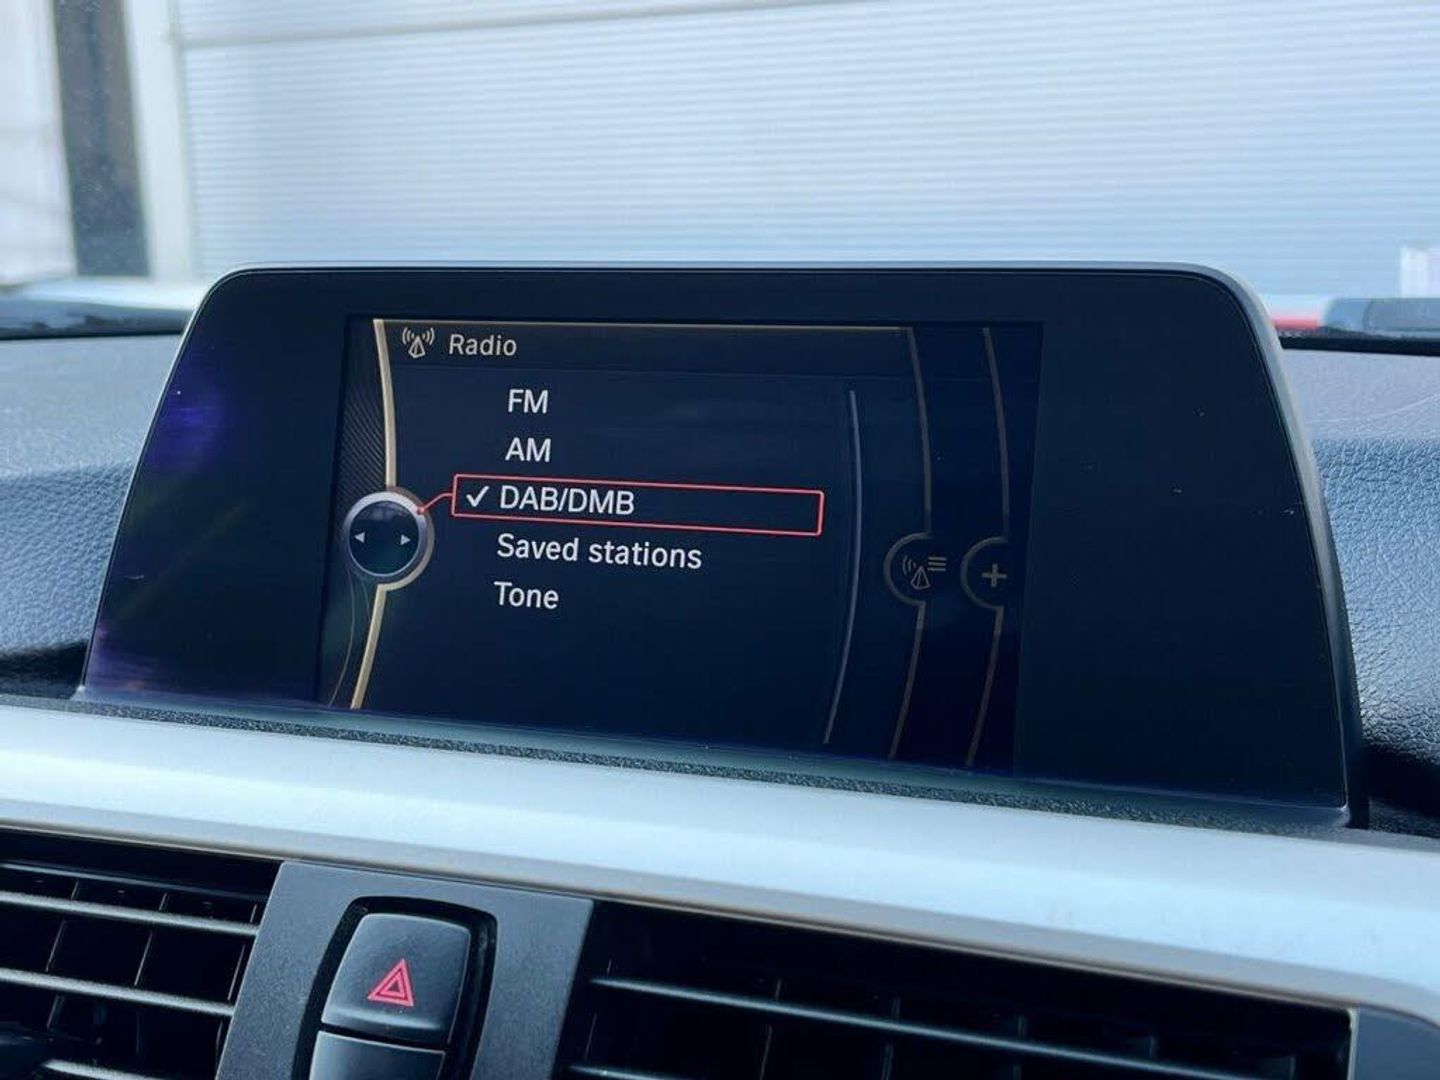 Radio
FM
AM
✓ DAB/DMB
Saved stations
Tone